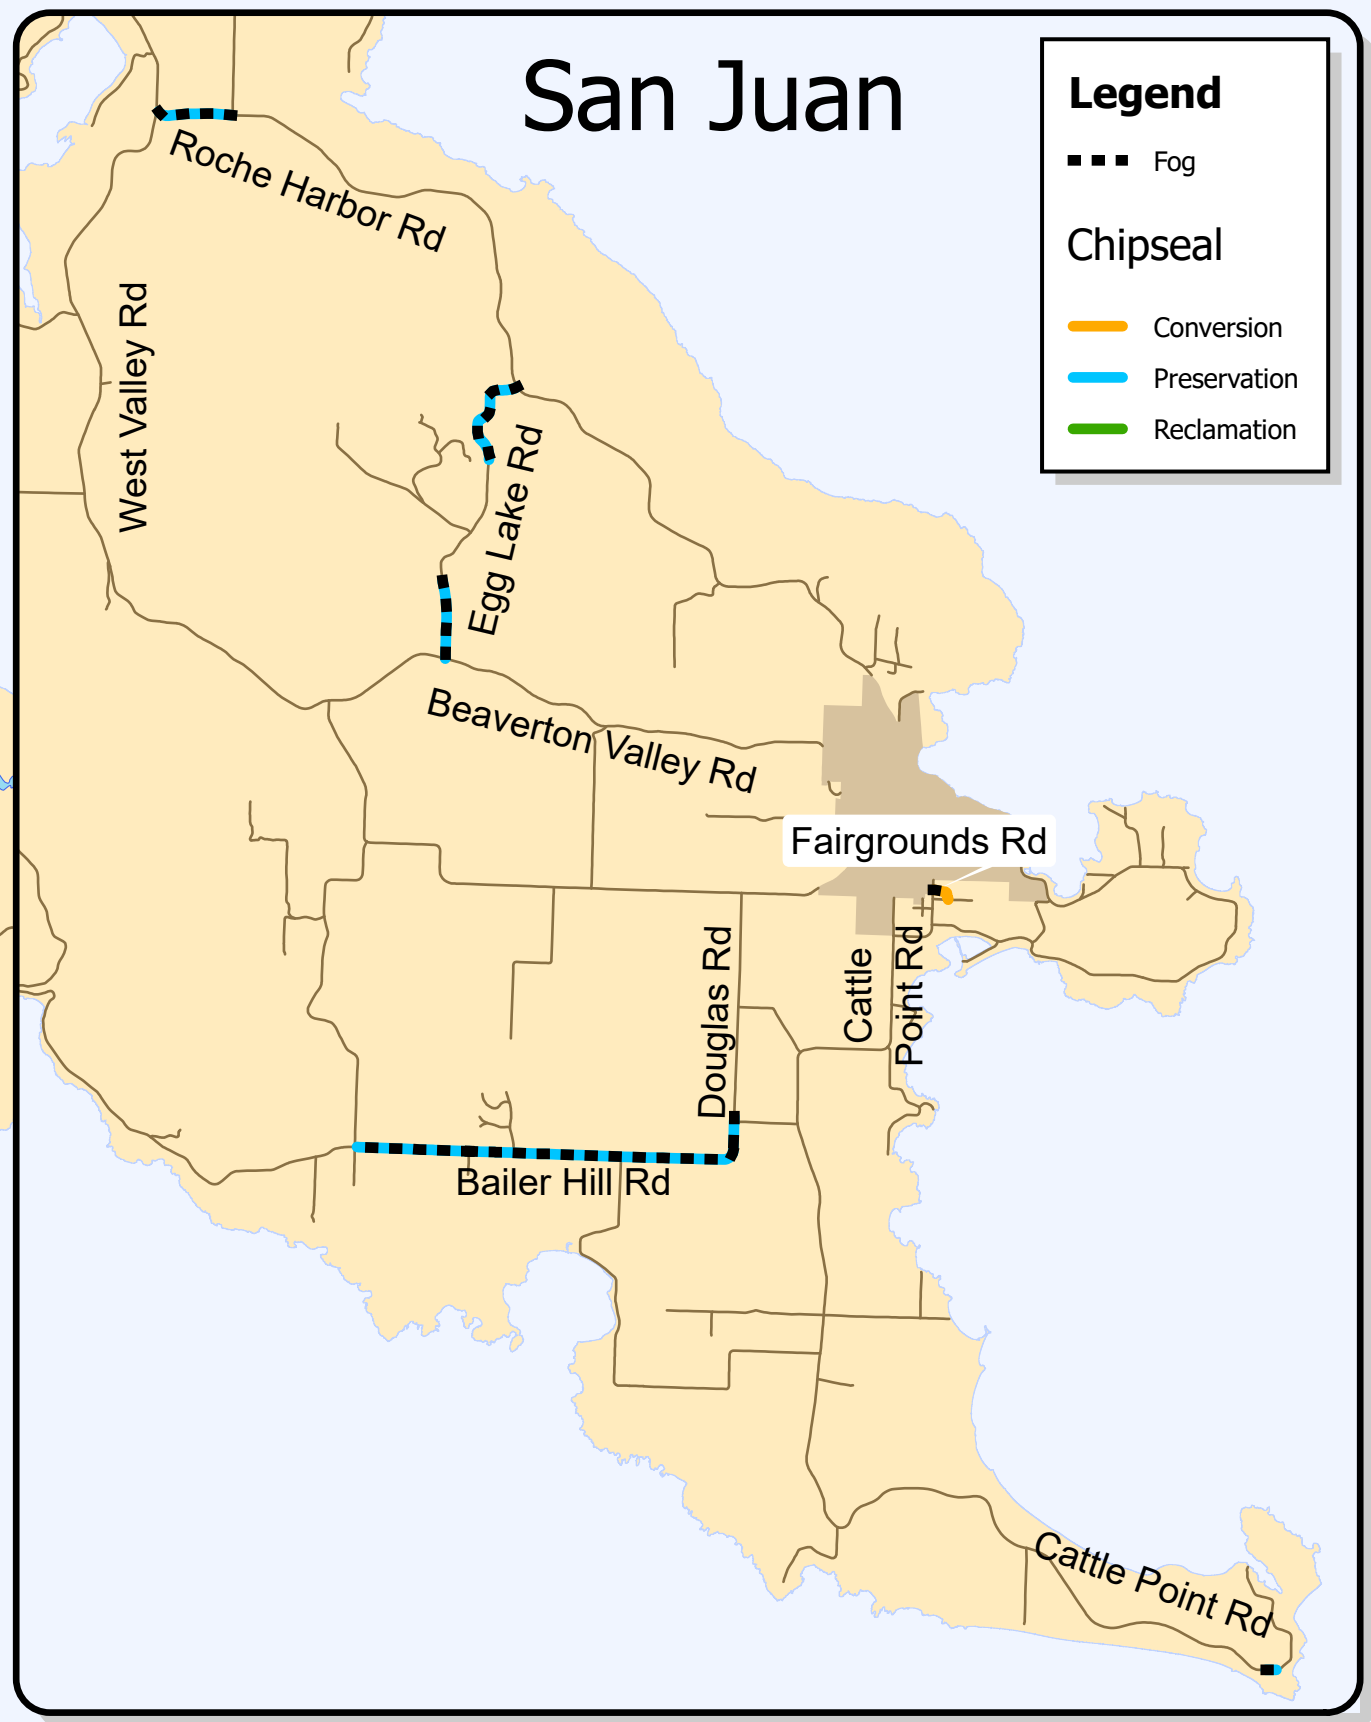 San Juan
Legend
Fog
Chipseal
Conversion
Preservation
Reclamation
Roche Harbor Rd
West Valley Rd
Egg Lake Rd
Beaverton Valley Rd
Fairgrounds Rd
Douglas Rd
Cattle
Point Rd
Bailer Hill Rd
Cattle Point Rd